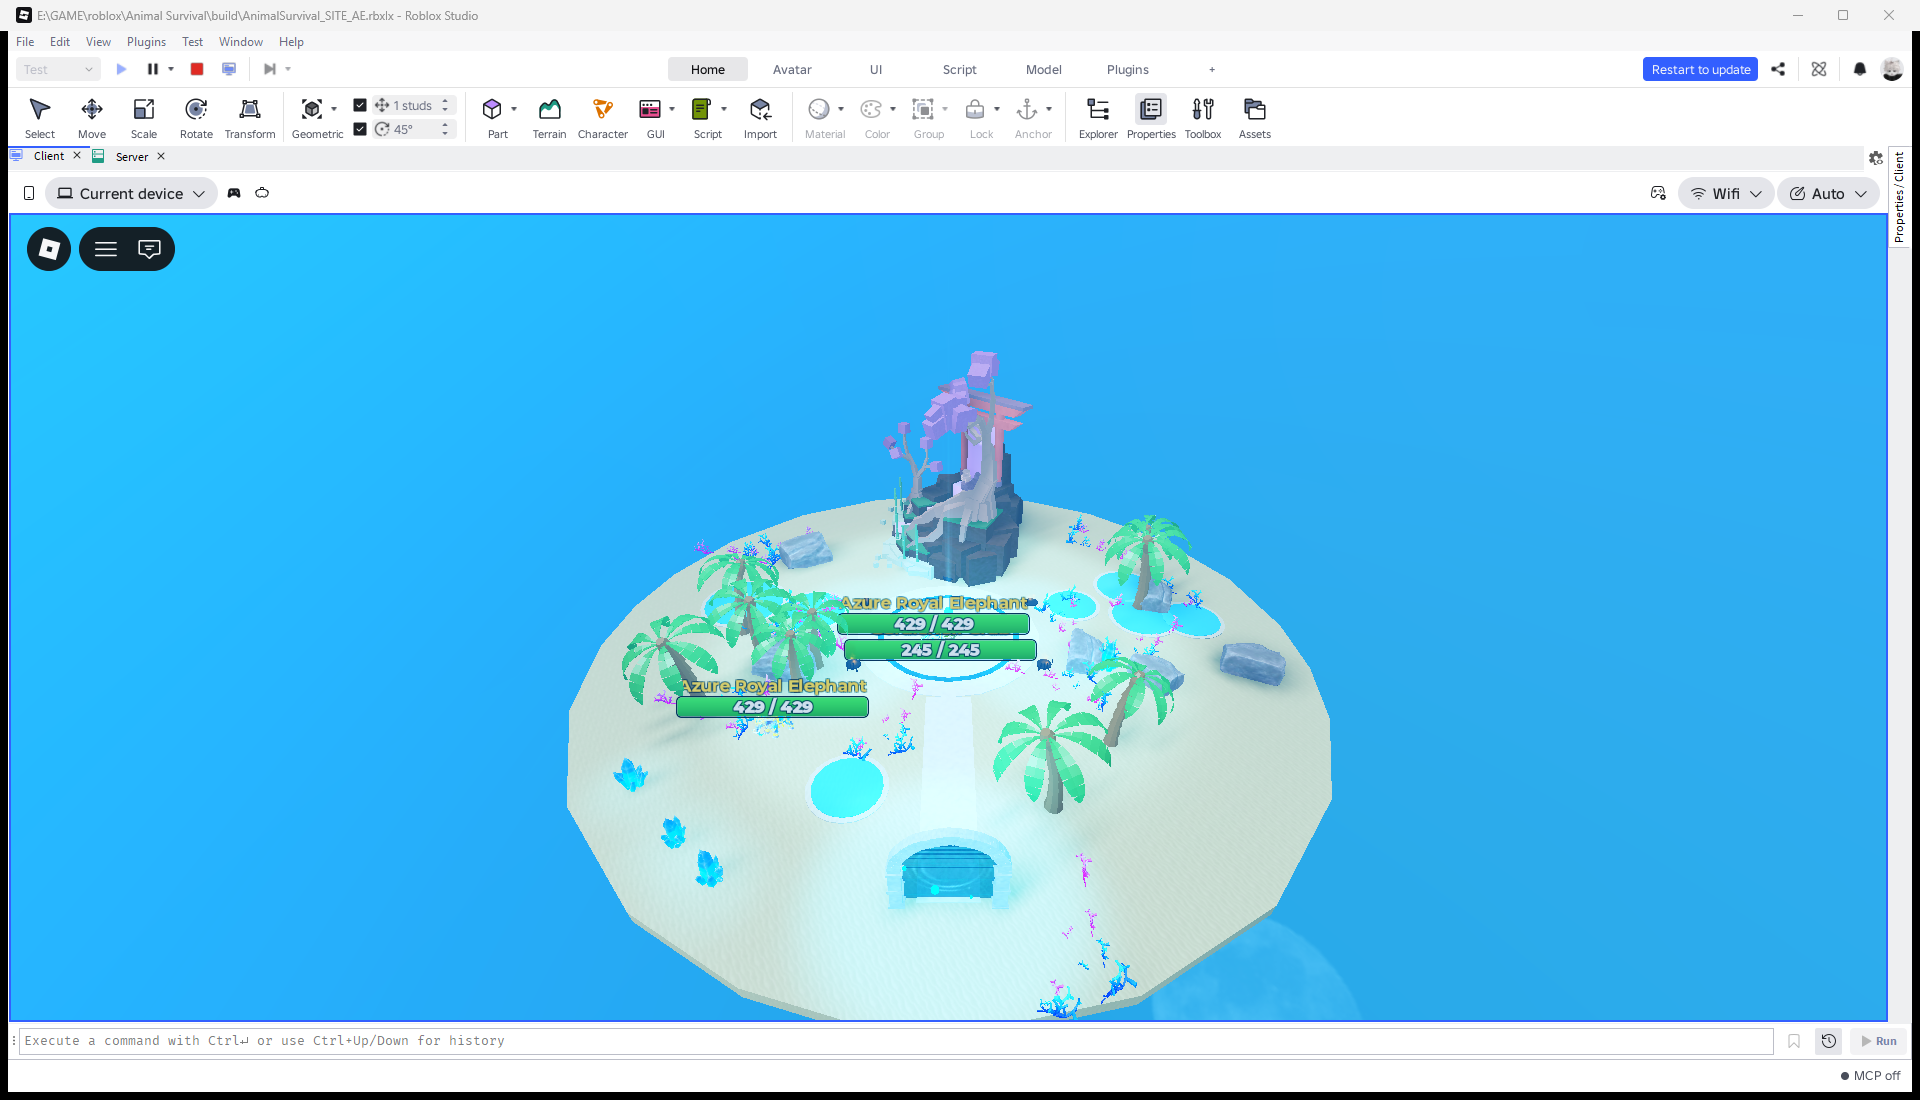 E:\GAME\roblox\Animal Survival\build\AnimalSurvival_SITE_AE.rbxlx - Roblox Studio
File Edit View Plugins Test Window Help
Test
Home Avatar UI Script Model Plugins +
Restart to update
1 studs
45°
Select Move Scale Rotate Transform Geometric Part Terrain Character GUI Script Import Material Color Group Lock Anchor Explorer Properties Toolbox Assets
Client Server
Properties / Client
Current device
Wifi
Auto
Azure Royal Elephant
429 / 429
245 / 245
Azure Royal Elephant
429 / 429
Execute a command with Ctrl↵ or use Ctrl+Up/Down for history
Run
MCP off